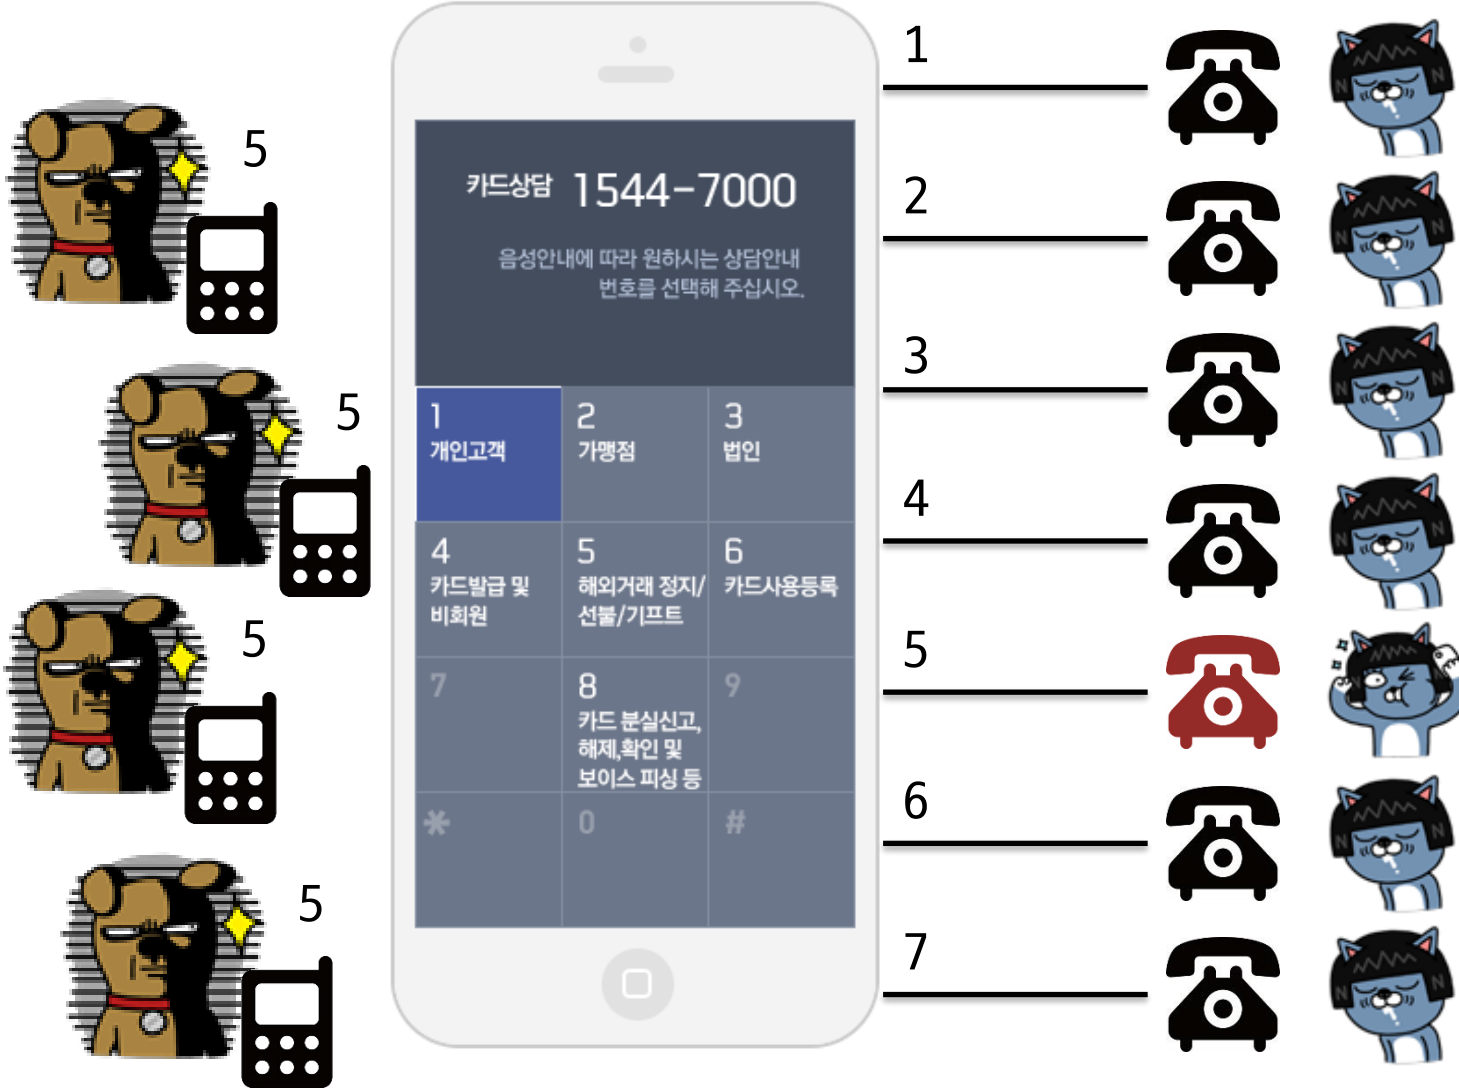 5
5
5
5
카드상담 1544-7000
음성안내에 따라 원하시는 상담안내
번호를 선택해 주십시오.
1
개인고객
2
가맹점
3
법인
4
카드발급 및
비회원
5
해외거래 정지/
선불/기프트
6
카드사용등록
7
8
카드 분실신고,
해제,확인 및
보이스 피싱 등
9
*
0
#
1
2
3
4
5
6
7